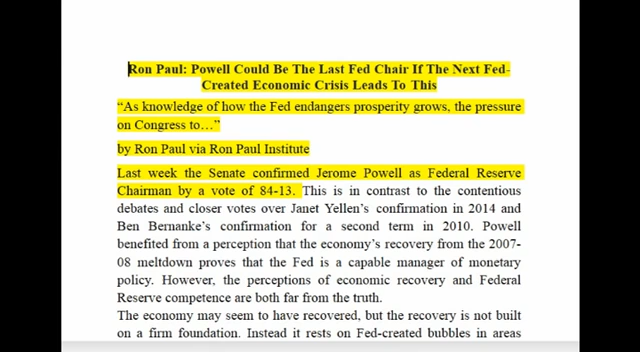 Ron Paul: Powell Could Be The Last Fed Chair If The Next Fed-
Created Economic Crisis Leads To This
“As knowledge of how the Fed endangers prosperity grows, the pressure
on Congress to…”
by Ron Paul via Ron Paul Institute
Last week the Senate confirmed Jerome Powell as Federal Reserve
Chairman by a vote of 84-13. This is in contrast to the contentious
debates and closer votes over Janet Yellen’s confirmation in 2014 and
Ben Bernanke’s confirmation for a second term in 2010. Powell
benefited from a perception that the economy’s recovery from the 2007-
08 meltdown proves that the Fed is a capable manager of monetary
policy. However, the perceptions of economic recovery and Federal
Reserve competence are both far from the truth.
The economy may seem to have recovered, but the recovery is not built
on a firm foundation. Instead it rests on Fed-created bubbles in areas